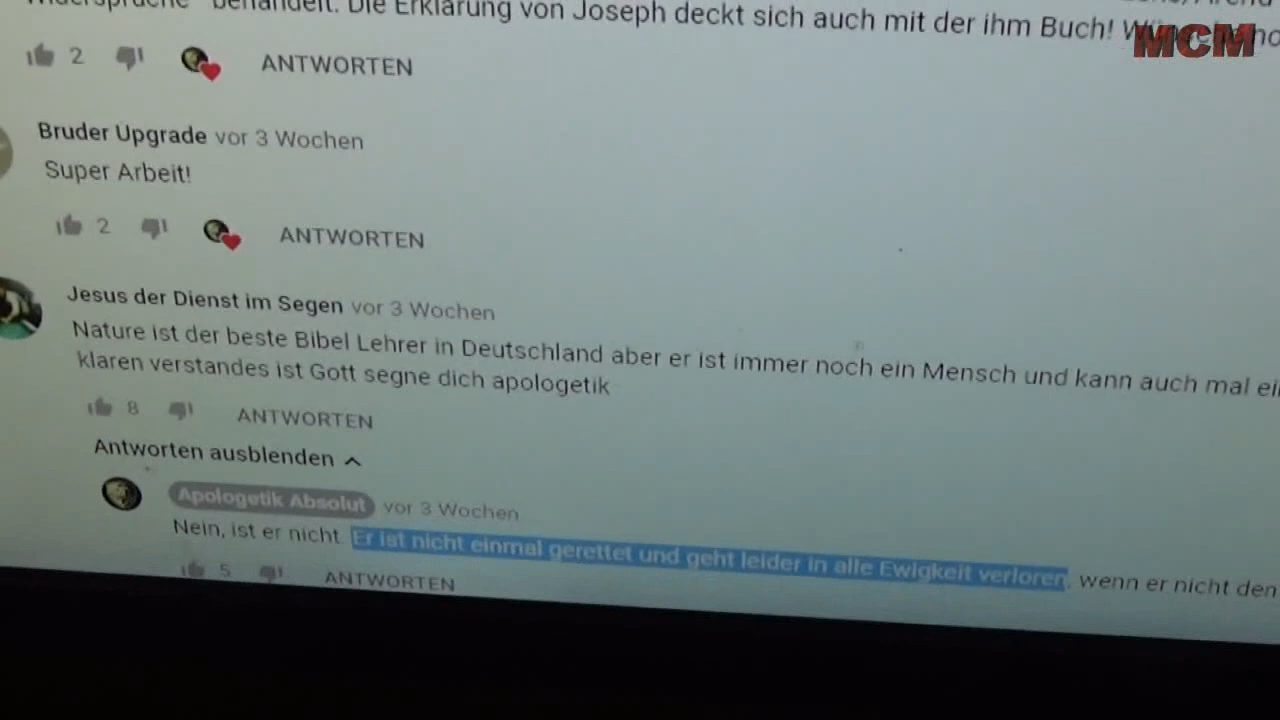 behandelt. Die Erklärung von Joseph deckt sich auch mit der ihm Buch!
MCM
2 ANTWORTEN
Bruder Upgrade vor 3 Wochen
Super Arbeit!
2 ANTWORTEN
Jesus der Dienst im Segen vor 3 Wochen
Nature ist der beste Bibel Lehrer in Deutschland aber er ist immer noch ein Mensch und kann auch mal
klaren verstandes ist Gott segne dich apologetik
8 ANTWORTEN
Antworten ausblenden
Apologetik Absolut vor 3 Wochen
Nein, ist er nicht. Er ist nicht einmal gerettet und geht leider in alle Ewigkeit verloren, wenn er nicht den
5 ANTWORTEN